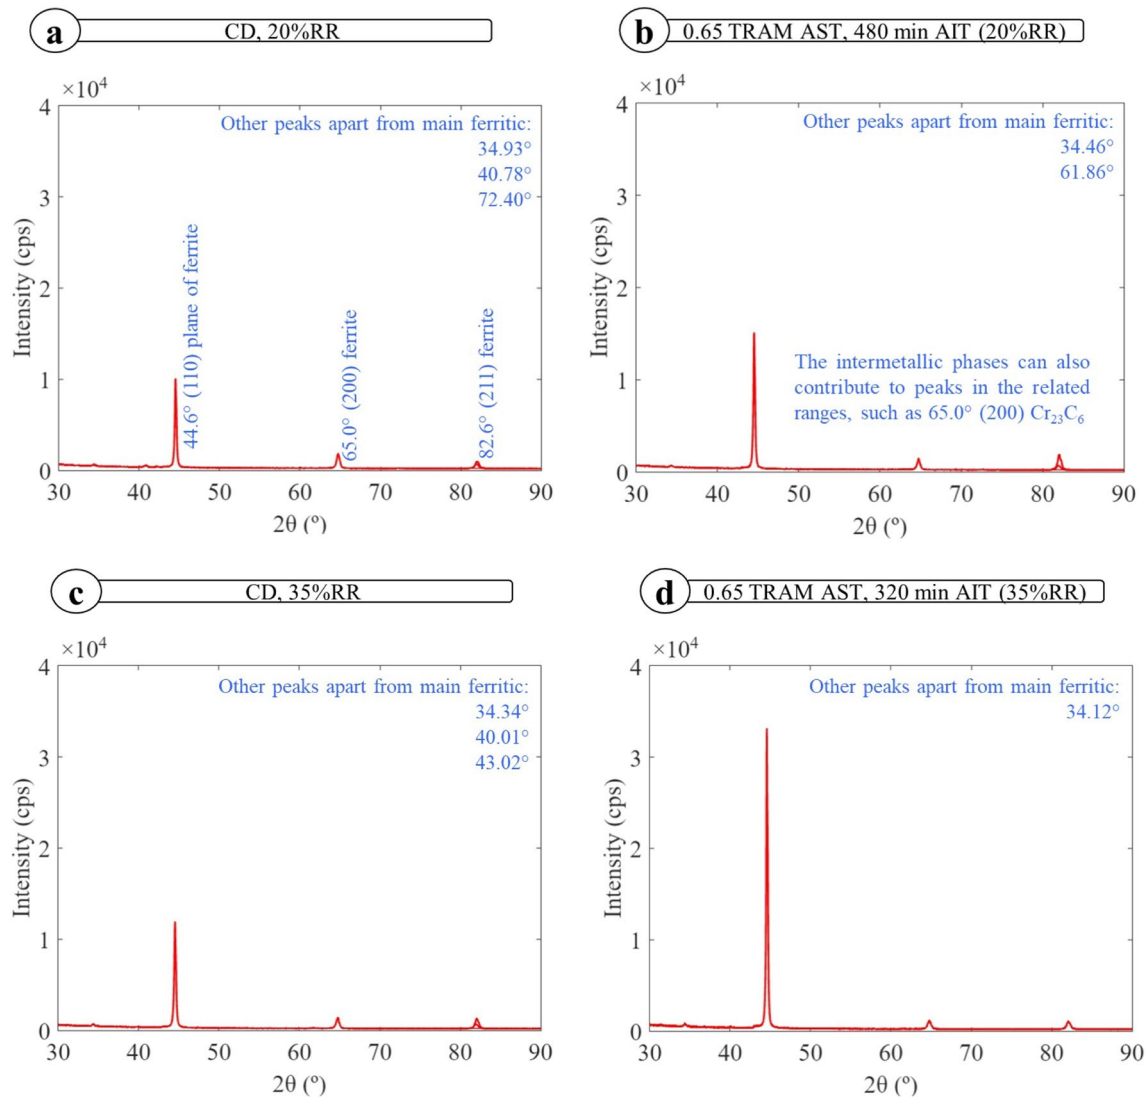 a CD, 20%RR
×10⁴
Other peaks apart from main ferritic:
34.93°
40.78°
72.40°
44.6° (110) plane of ferrite
65.0° (200) ferrite
82.6° (211) ferrite
Intensity (cps)
4
3
2
1
0
30 40 50 60 70 80 90
2θ (º)
b 0.65 TRAM AST, 480 min AIT (20%RR)
×10⁴
Other peaks apart from main ferritic:
34.46°
61.86°
The intermetallic phases can also
contribute to peaks in the related
ranges, such as 65.0° (200) Cr₂₃C₆
Intensity (cps)
4
3
2
1
0
30 40 50 60 70 80 90
2θ (º)
c CD, 35%RR
×10⁴
Other peaks apart from main ferritic:
34.34°
40.01°
43.02°
Intensity (cps)
4
3
2
1
0
30 40 50 60 70 80 90
2θ (º)
d 0.65 TRAM AST, 320 min AIT (35%RR)
×10⁴
Other peaks apart from main ferritic:
34.12°
Intensity (cps)
4
3
2
1
0
30 40 50 60 70 80 90
2θ (º)